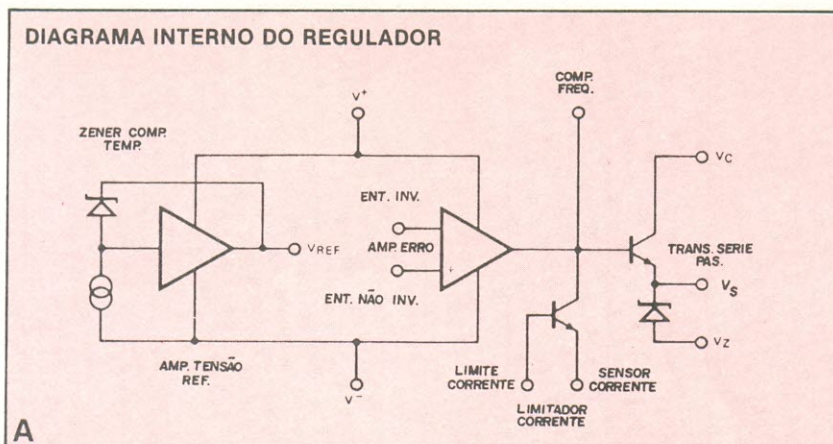 DIAGRAMA INTERNO DO REGULADOR
COMP.
FREQ.
V+
ZENER COMP.
TEMP.
VC
ENT. INV.
VREF
AMP. ERRO
+
TRANS. SERIE
PAS.
VS
ENT. NÃO INV.
VZ
AMP. TENSÃO
REF.
V-
LIMITE
CORRENTE
SENSOR
CORRENTE
LIMITADOR
CORRENTE
A